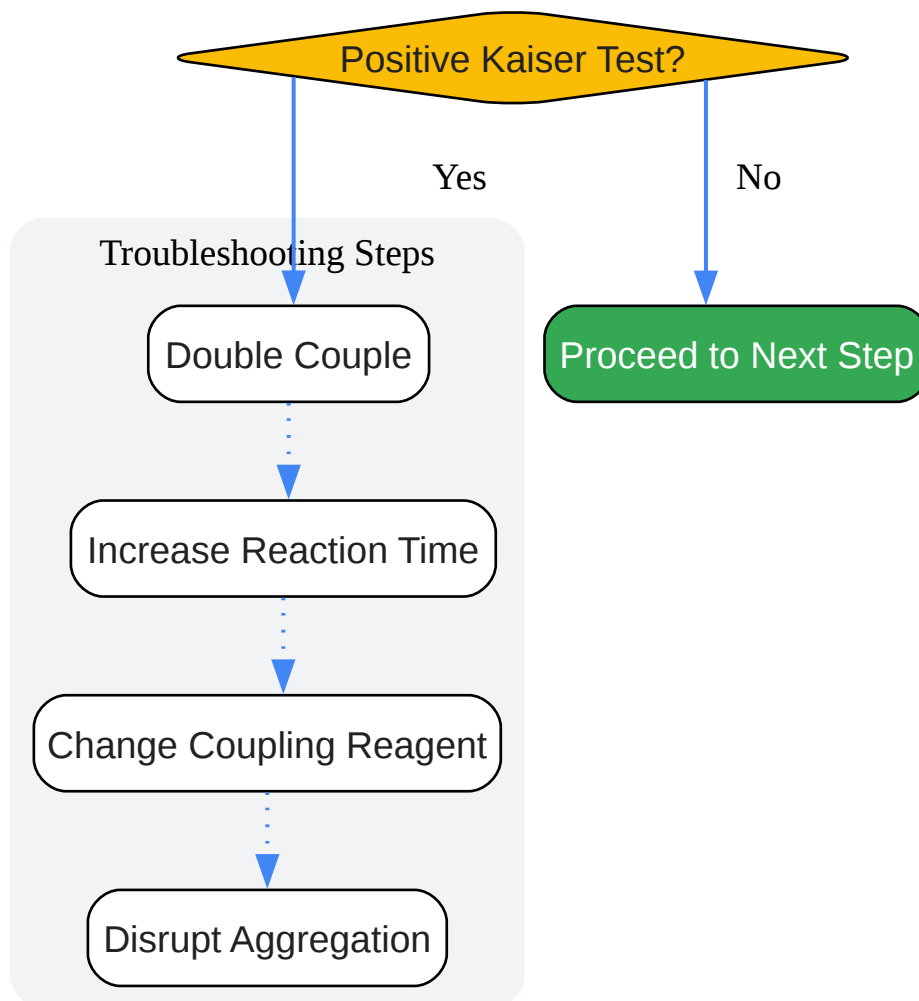 Positive Kaiser Test?
Yes
No
Troubleshooting Steps
Double Couple
Proceed to Next Step
Increase Reaction Time
Change Coupling Reagent
Disrupt Aggregation